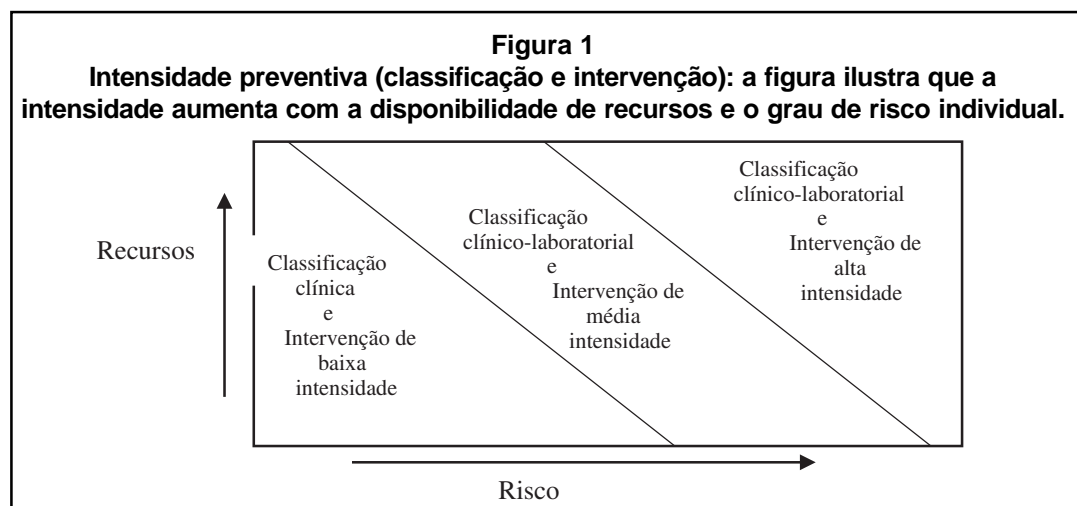 Figura 1
Intensidade preventiva (classificação e intervenção): a figura ilustra que a
intensidade aumenta com a disponibilidade de recursos e o grau de risco individual.
Recursos
Classificação
clínica
e
Intervenção de
baixa
intensidade
Classificação
clínico-laboratorial
e
Intervenção de
média
intensidade
Classificação
clínico-laboratorial
e
Intervenção de
alta
intensidade
Risco